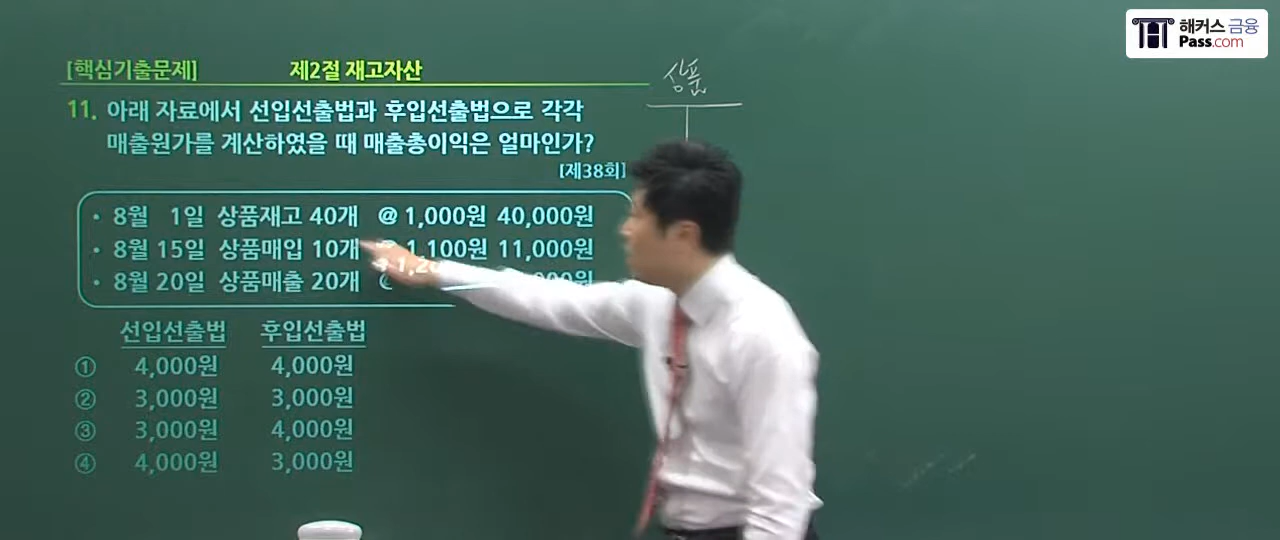 해커스 금융
Pass.com
[핵심기출문제] 제2절 재고자산
상품
11. 아래 자료에서 선입선출법과 후입선출법으로 각각
매출원가를 계산하였을 때 매출총이익은 얼마인가?
[제38회]
• 8월 1일 상품재고 40개 @ 1,000원 40,000원
• 8월 15일 상품매입 10개 @ 1,100원 11,000원
• 8월 20일 상품매출 20개
선입선출법 후입선출법
① 4,000원 4,000원
② 3,000원 3,000원
③ 3,000원 4,000원
④ 4,000원 3,000원